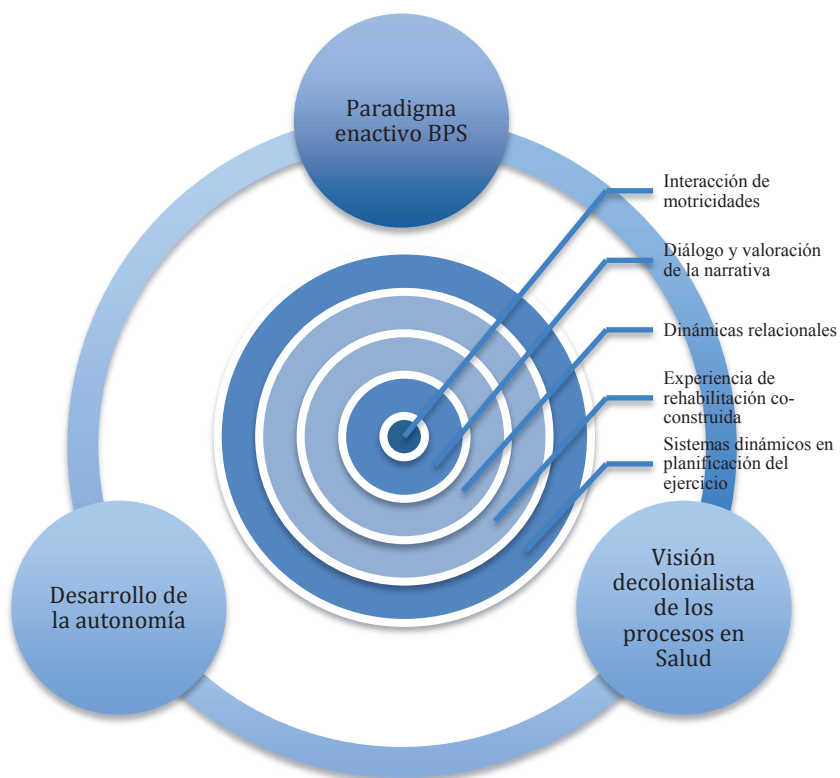 Paradigma
enactivo BPS
Interacción de
motricidades
Diálogo y valoración
de la narrativa
Dinámicas relacionales
Experiencia de
rehabilitación co-
construida
Sistemas dinámicos en
planificación del
ejercicio
Desarrollo de
la autonomía
Visión
decolonialista
de los
procesos en
Salud